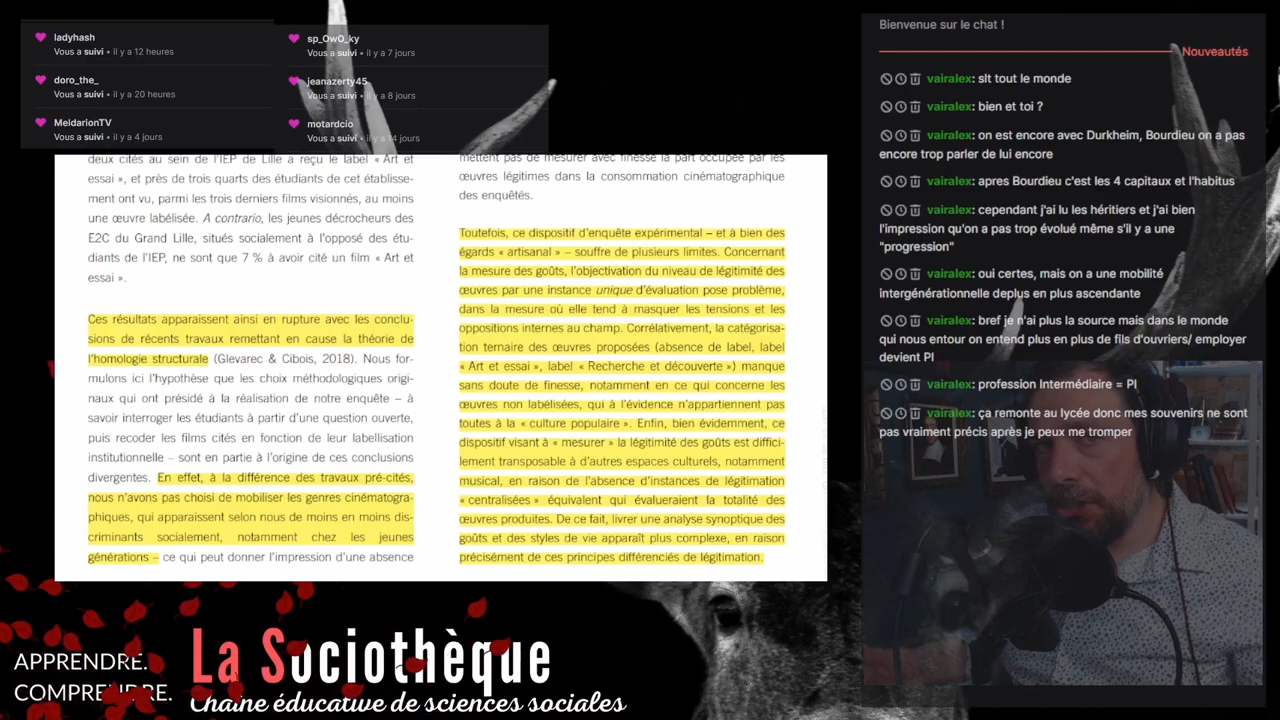 ladyhash
Vous a suivi • il y a 12 heures
doro_the_
Vous a suivi • il y a 20 heures
MeldarionTV
Vous a suivi • il y a 4 jours
sp_OwO_ky
Vous a suivi • il y a 7 jours
jeanazerty45
Vous a suivi • il y a 8 jours
motardcio
Vous a suivi • il y a 14 jours
deux cités au sein de l'IEP de Lille a reçu le label « Art et
essai », et près de trois quarts des étudiants de cet établisse-
ment ont vu, parmi les trois derniers films visionnés, au moins
une œuvre labélisée. A contrario, les jeunes décrocheurs des
E2C du Grand Lille, situés socialement à l'opposé des étu-
diants de l'IEP, ne sont que 7 % à avoir cité un film « Art et
essai ».
Ces résultats apparaissent ainsi en rupture avec les conclu-
sions de récents travaux remettant en cause la théorie de
l'homologie structurale (Glevarec & Cibois, 2018). Nous for-
mulons ici l'hypothèse que les choix méthodologiques origi-
naux qui ont présidé à la réalisation de notre enquête – à
savoir interroger les étudiants à partir d'une question ouverte,
puis recoder les films cités en fonction de leur labellisation
institutionnelle – sont en partie à l'origine de ces conclusions
divergentes. En effet, à la différence des travaux pré-cités,
nous n'avons pas choisi de mobiliser les genres cinématogra-
phiques, qui apparaissent selon nous de moins en moins dis-
criminants socialement, notamment chez les jeunes
générations – ce qui peut donner l'impression d'une absence
mettent pas de mesurer avec finesse la part occupée par les
œuvres légitimes dans la consommation cinématographique
des enquêtés.
Toutefois, ce dispositif d'enquête expérimental – et à bien des
égards « artisanal » – souffre de plusieurs limites. Concernant
la mesure des goûts, l'objectivation du niveau de légitimité des
œuvres par une instance unique d'évaluation pose problème,
dans la mesure où elle tend à masquer les tensions et les
oppositions internes au champ. Corrélativement, la catégorisa-
tion ternaire des œuvres proposées (absence de label, label
« Art et essai », label « Recherche et découverte ») manque
sans doute de finesse, notamment en ce qui concerne les
œuvres non labélisées, qui à l'évidence n'appartiennent pas
toutes à la « culture populaire ». Enfin, bien évidemment, ce
dispositif visant à « mesurer » la légitimité des goûts est diffici-
lement transposable à d'autres espaces culturels, notamment
musical, en raison de l'absence d'instances de légitimation
« centralisées » équivalent qui évalueraient la totalité des
œuvres produites. De ce fait, livrer une analyse synoptique des
goûts et des styles de vie apparaît plus complexe, en raison
précisément de ces principes différenciés de légitimation.
Bienvenue sur le chat !
Nouveautés
vairalex: slt tout le monde
vairalex: bien et toi ?
vairalex: on est encore avec Durkheim, Bourdieu on a pas
encore trop parler de lui encore
vairalex: apres Bourdieu c'est les 4 capitaux et l'habitus
vairalex: cependant j'ai lu les héritiers et j'ai bien
l'impression qu'on a pas trop évolué même s'il y a une
"progression"
vairalex: oui certes, mais on a une mobilité
intergénérationnelle deplus en plus ascendante
vairalex: bref je n'ai plus la source mais dans le monde
qui nous entour on entend plus en plus de fils d'ouvriers/ employer
devient PI
vairalex: profession Intermédiaire = PI
vairalex: ça remonte au lycée donc mes souvenirs ne sont
pas vraiment précis après je peux me tromper
APPRENDRE.
COMPRENDRE.
La Sociothèque
Chaîne éducative de sciences sociales